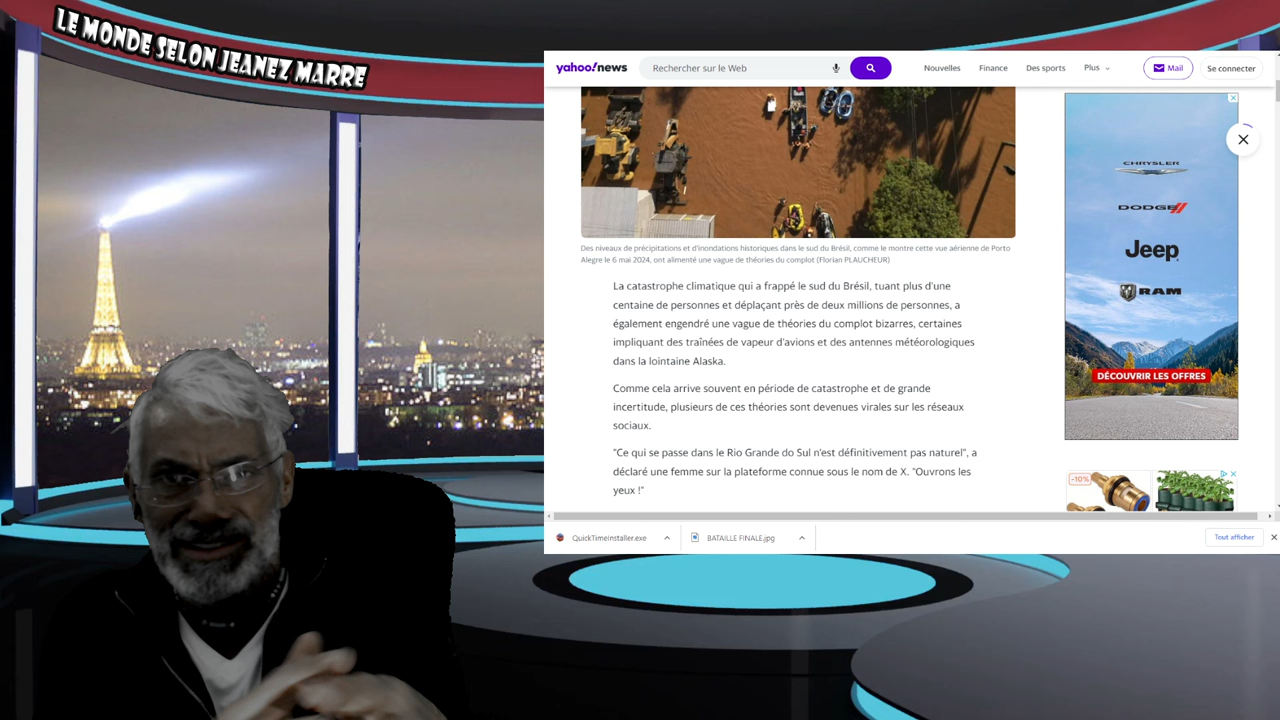 LE MONDE SELON JEANEZ MARRE
yahoo!news
Rechercher sur le Web
Nouvelles
Finance
Des sports
Plus
Mail
Se connecter
Des niveaux de précipitations et d'inondations historiques dans le sud du Brésil, comme le montre cette vue aérienne de Porto
Alegre le 6 mai 2024, ont alimenté une vague de théories du complot (Florian PLAUCHEUR)
La catastrophe climatique qui a frappé le sud du Brésil, tuant plus d'une
centaine de personnes et déplaçant près de deux millions de personnes, a
également engendré une vague de théories du complot bizarres, certaines
impliquant des traînées de vapeur d'avions et des antennes météorologiques
dans la lointaine Alaska.
Comme cela arrive souvent en période de catastrophe et de grande
incertitude, plusieurs de ces théories sont devenues virales sur les réseaux
sociaux.
"Ce qui se passe dans le Rio Grande do Sul n'est définitivement pas naturel", a
déclaré une femme sur la plateforme connue sous le nom de X. "Ouvrons les
yeux !"
CHRYSLER
DODGE
Jeep
RAM
DÉCOUVRIR LES OFFRES
-10%
QuickTimeInstaller.exe
BATAILLE FINALE.jpg
Tout afficher